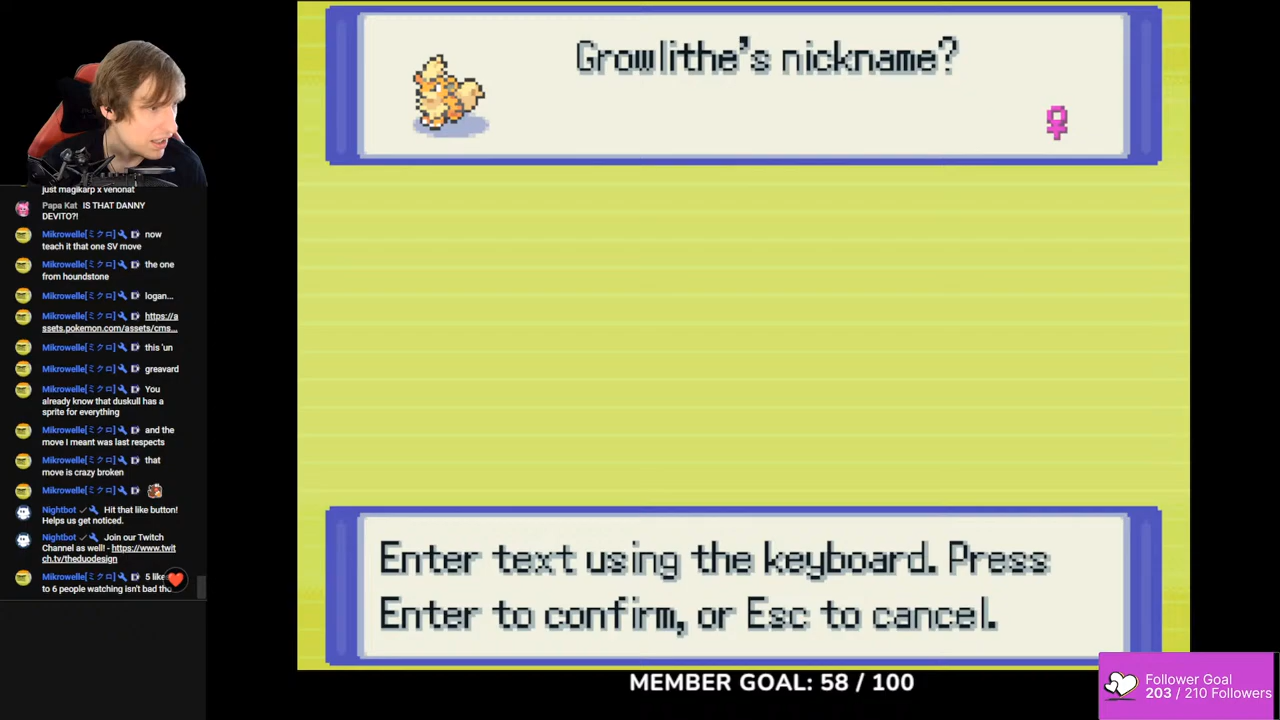 Growlithe's nickname?
♀
just magikarp x venonat
Papa Kat IS THAT DANNY
DEVITO?!
Mikrowelle[ミクロ] now
teach it that one SV move
Mikrowelle[ミクロ] the one
from houndstone
Mikrowelle[ミクロ] logan...
Mikrowelle[ミクロ] https://a
ssets.pokemon.com/assets/cms...
Mikrowelle[ミクロ] this 'un
Mikrowelle[ミクロ] greavard
Mikrowelle[ミクロ] You
already know that duskull has a
sprite for everything
Mikrowelle[ミクロ] and the
move I meant was last respects
Mikrowelle[ミクロ] that
move is crazy broken
Mikrowelle[ミクロ]
Nightbot Hit that like button!
Helps us get noticed.
Nightbot Join our Twitch
Channel as well! - https://www.twit
ch.tv/theduodesign
Mikrowelle[ミクロ] 5 like
to 6 people watching isn't bad
Enter text using the keyboard. Press
Enter to confirm, or Esc to cancel.
MEMBER GOAL: 58 / 100
Follower Goal
203 / 210 Followers